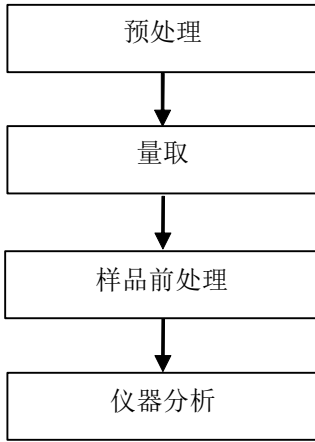 预处理
量取
样品前处理
仪器分析